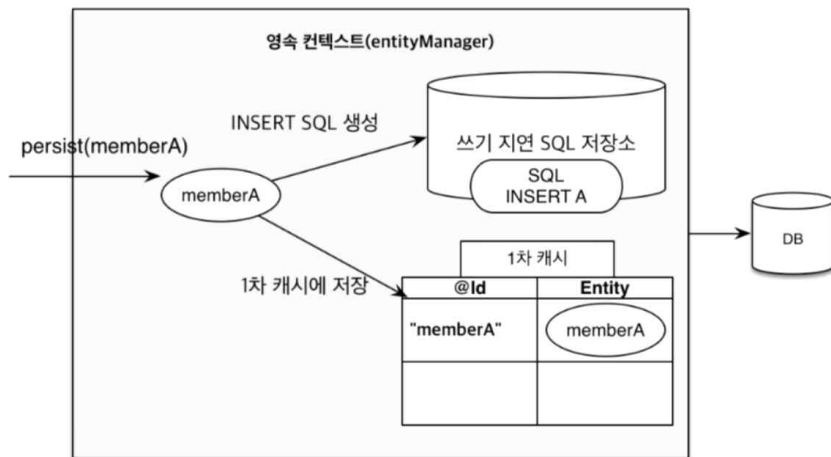 영속 컨텍스트(entityManager)
INSERT SQL 생성
persist(memberA)
쓰기 지연 SQL 저장소
SQL
INSERT A
memberA
DB
1차 캐시
1차 캐시에 저장
@Id
Entity
"memberA"
memberA